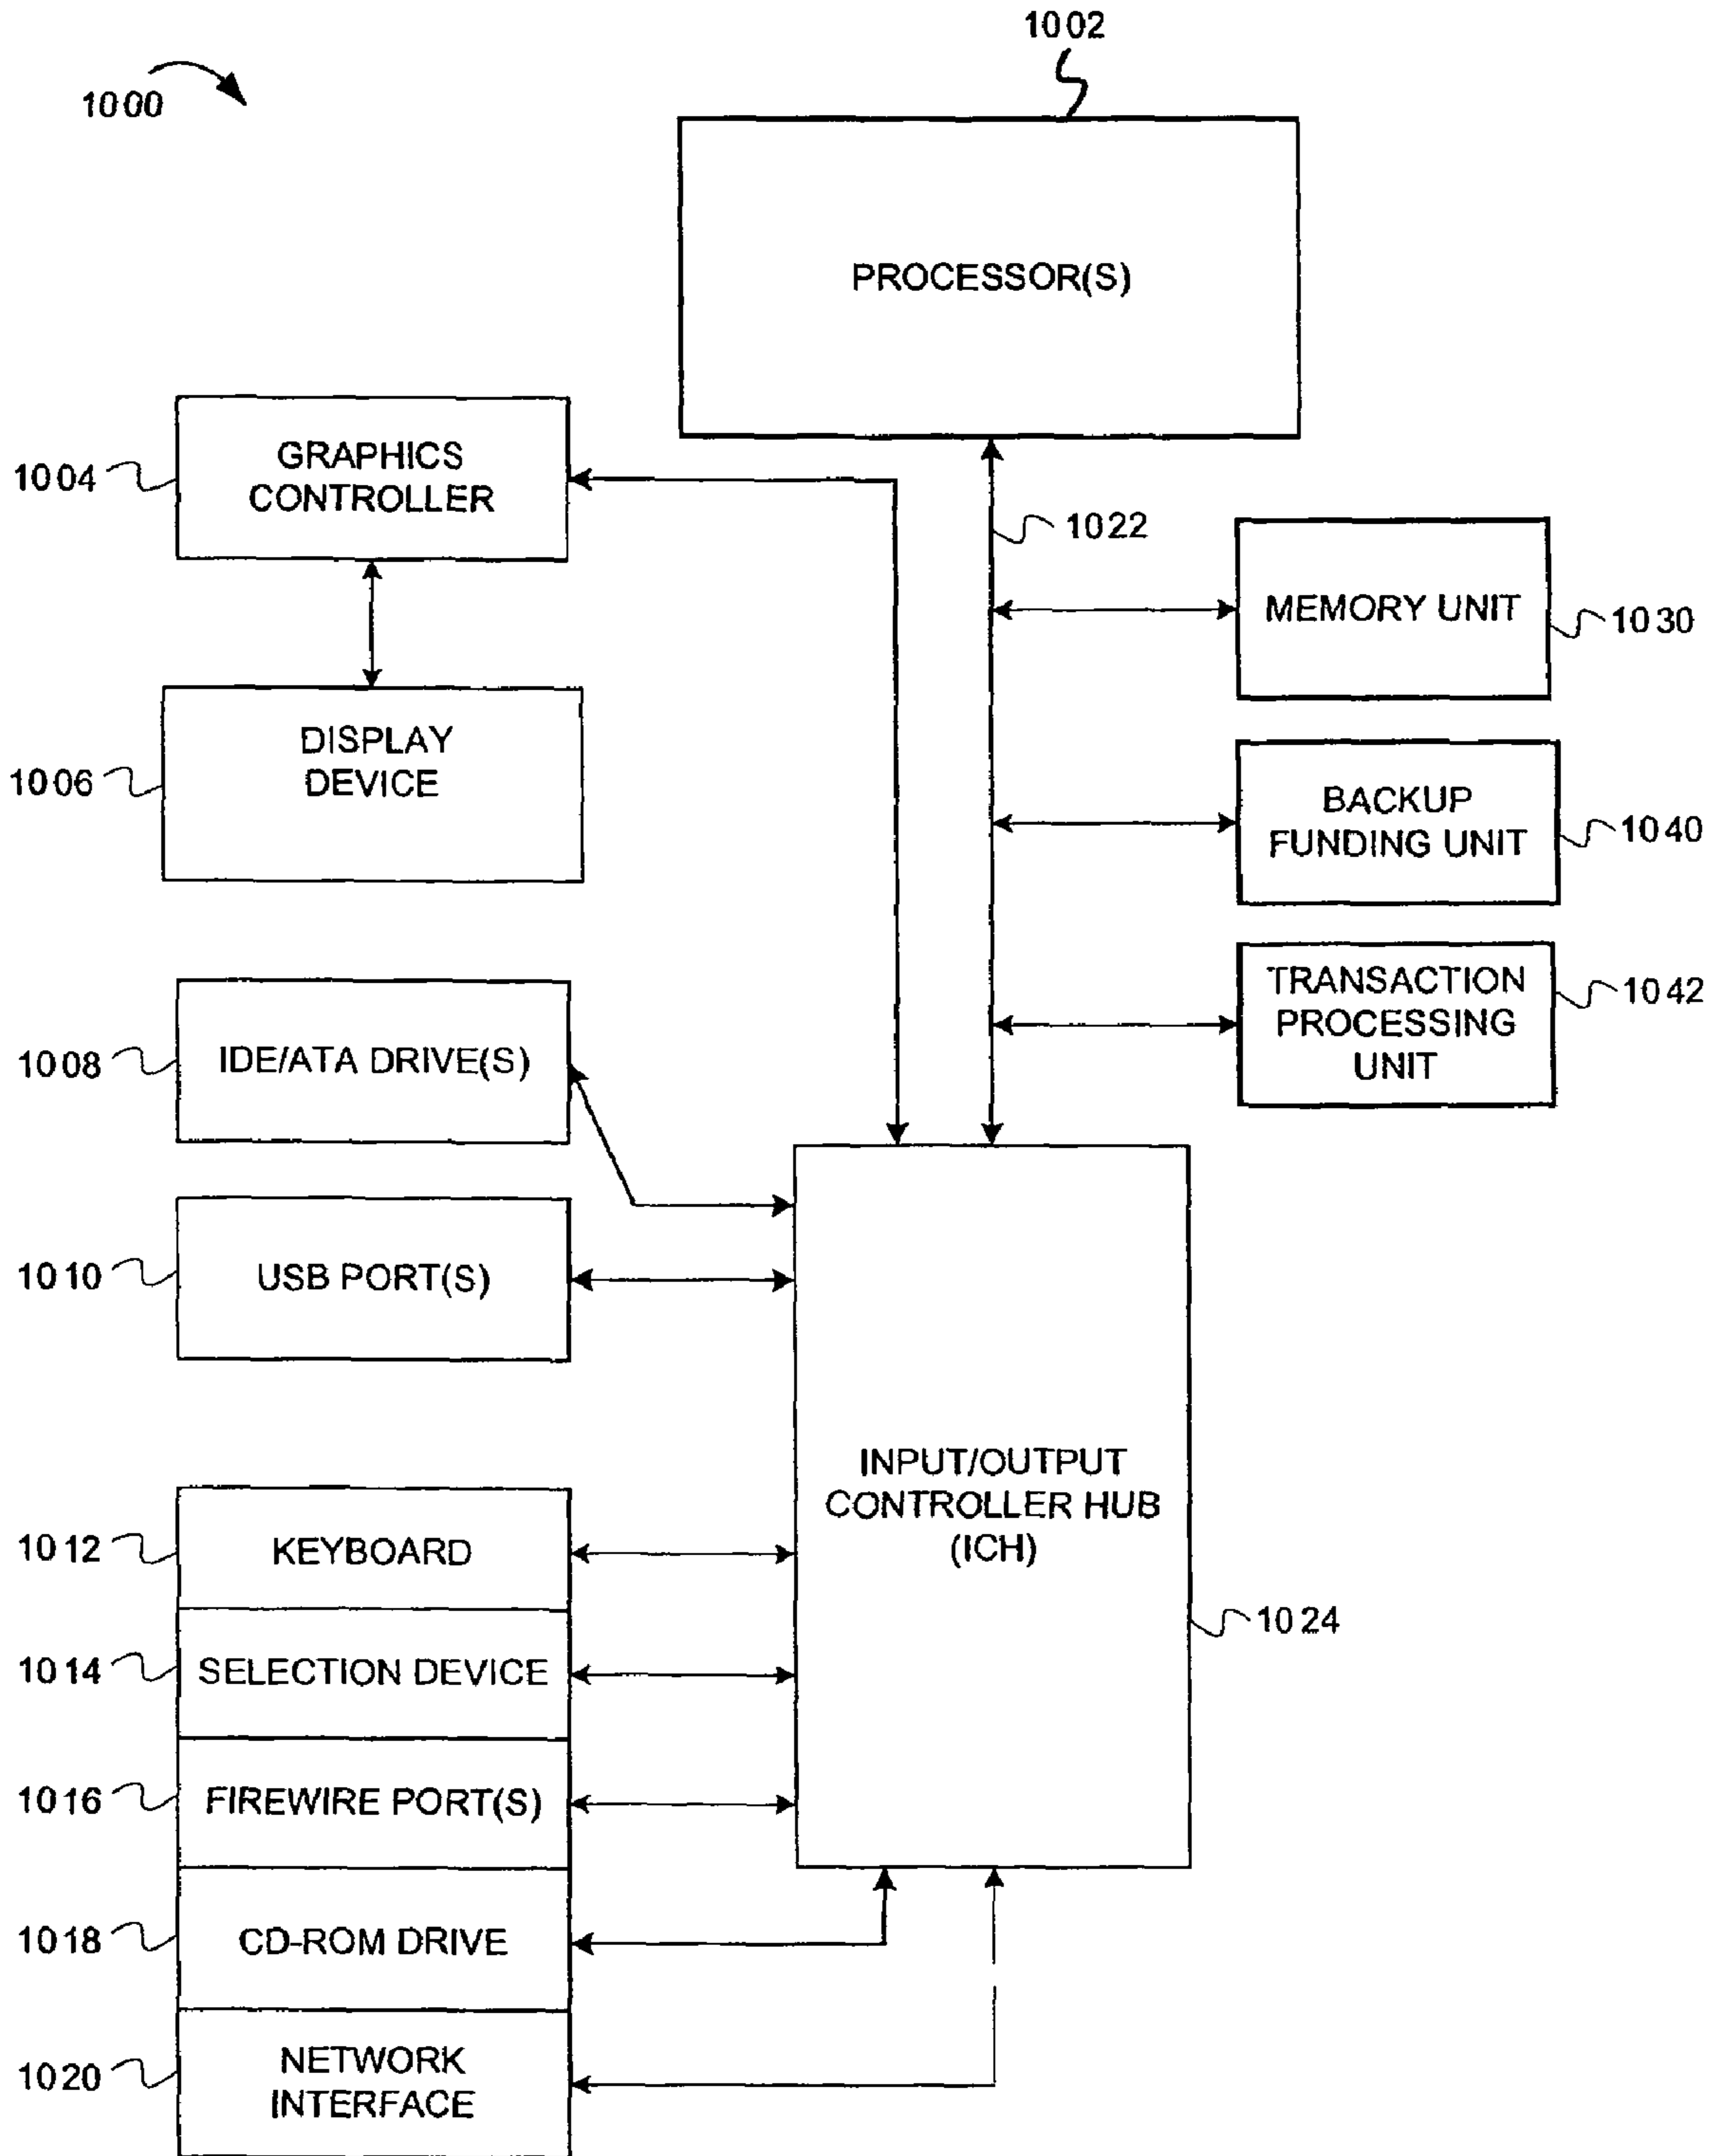 1002
1000
PROCESSOR(S)
1004
GRAPHICS
CONTROLLER
1022
MEMORY UNIT
1030
1006
DISPLAY
DEVICE
BACKUP
FUNDING UNIT
1040
TRANSACTION
PROCESSING
UNIT
1042
1008
IDE/ATA DRIVE(S)
1010
USB PORT(S)
INPUT/OUTPUT
CONTROLLER HUB
(ICH)
1024
1012
KEYBOARD
1014
SELECTION DEVICE
1016
FIREWIRE PORT(S)
1018
CD-ROM DRIVE
1020
NETWORK
INTERFACE